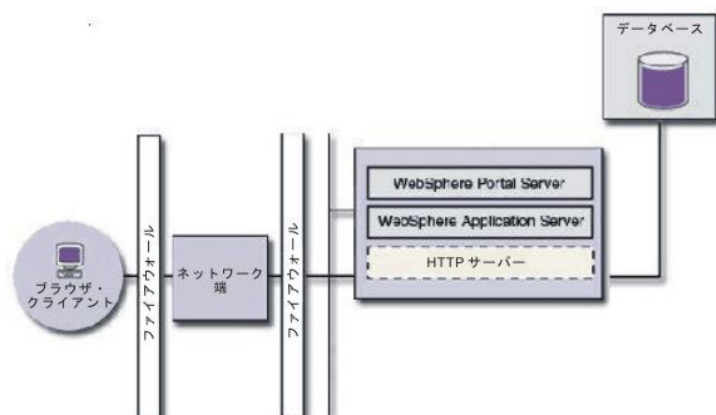 データベース
WebSphere Portal Server
WebSphere Application Server
HTTP サーバー
ファイアウォール
ネットワーク
端
ファイアウォール
ブラウザ・
クライアント